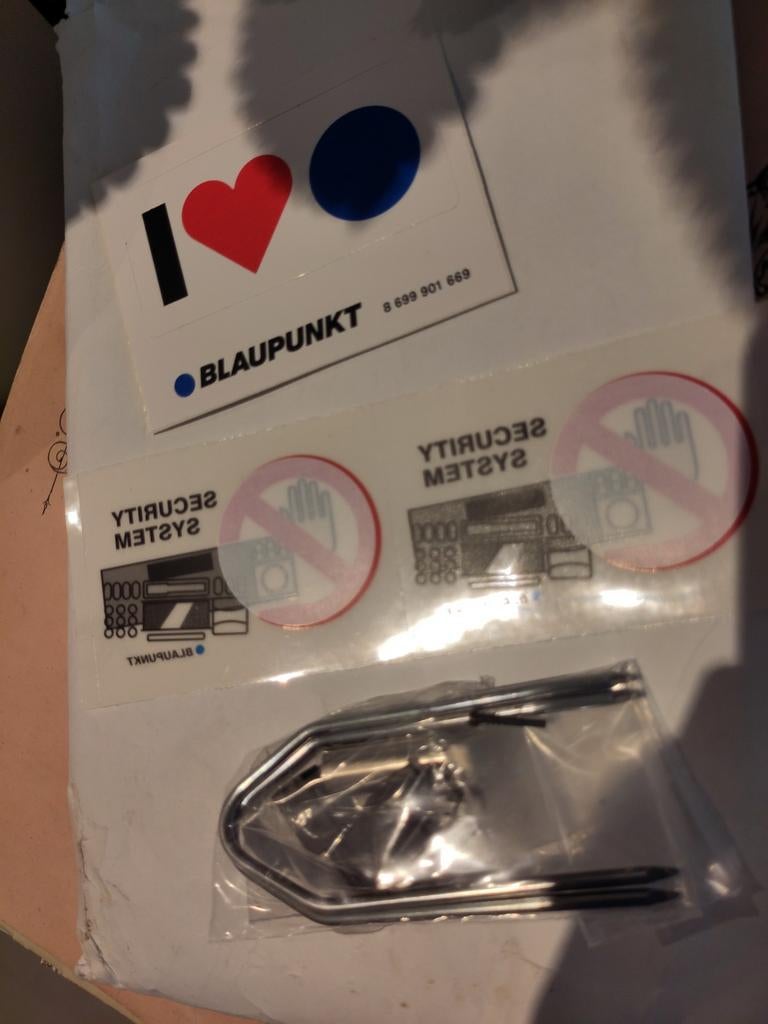 I
BLAUPUNKT
8 699 901 669
SECURITY
SYSTEM
SECURITY
SYSTEM
BLAUPUNKT